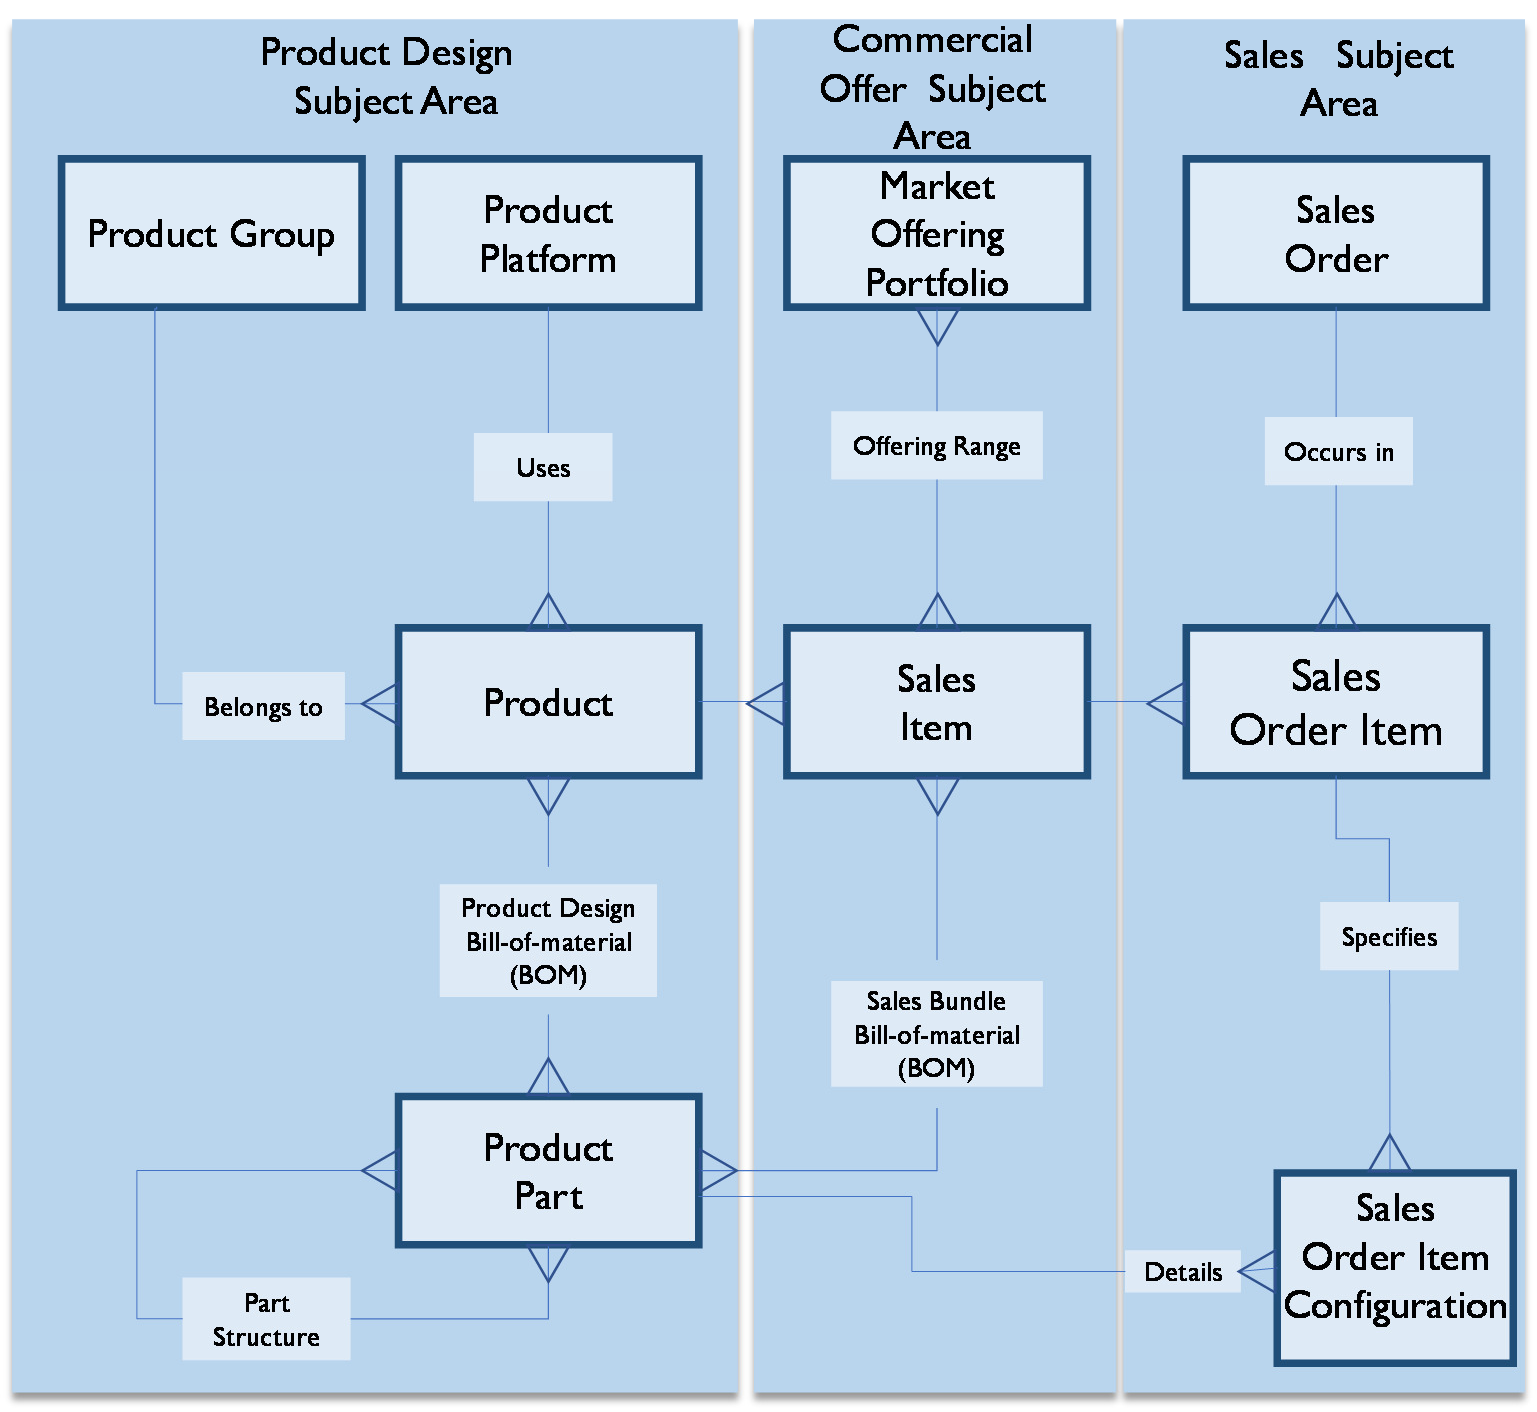 Product Design
Subject Area
Commercial
Offer Subject
Area
Sales Subject
Area
Product Group
Product
Platform
Market
Offering
Portfolio
Sales
Order
Uses
Offering Range
Occurs in
Belongs to
Product
Sales
Item
Sales
Order Item
Product Design
Bill-of-material
(BOM)
Sales Bundle
Bill-of-material
(BOM)
Specifies
Product
Part
Part
Structure
Details
Sales
Order Item
Configuration